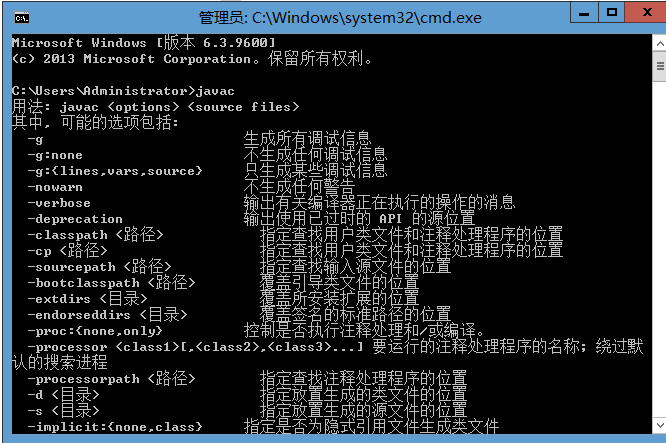 管理员: C:\Windows\system32\cmd.exe
Microsoft Windows [版本 6.3.9600]
(c) 2013 Microsoft Corporation。保留所有权利。
C:\Users\Administrator>javac
用法: javac <options> <source files>
其中, 可能的选项包括:
-g 生成所有调试信息
-g:none 不生成任何调试信息
-g:{lines,vars,source} 只生成某些调试信息
-nowarn 不生成任何警告
-verbose 输出有关编译器正在执行的操作的消息
-deprecation 输出使用已过时的 API 的源位置
-classpath <路径> 指定查找用户类文件和注释处理程序的位置
-cp <路径> 指定查找用户类文件和注释处理程序的位置
-sourcepath <路径> 指定查找输入源文件的位置
-bootclasspath <路径> 覆盖引导类文件的位置
-extdirs <目录> 覆盖所安装扩展的位置
-endorseddirs <目录> 覆盖签名的标准路径的位置
-proc:{none,only} 控制是否执行注释处理和/或编译。
-processor <class1>[,<class2>,<class3>...] 要运行的注释处理程序的名称; 绕过默
认的搜索进程
-processorpath <路径> 指定查找注释处理程序的位置
-d <目录> 指定放置生成的类文件的位置
-s <目录> 指定放置生成的源文件的位置
-implicit:{none,class} 指定是否为隐式引用文件生成类文件